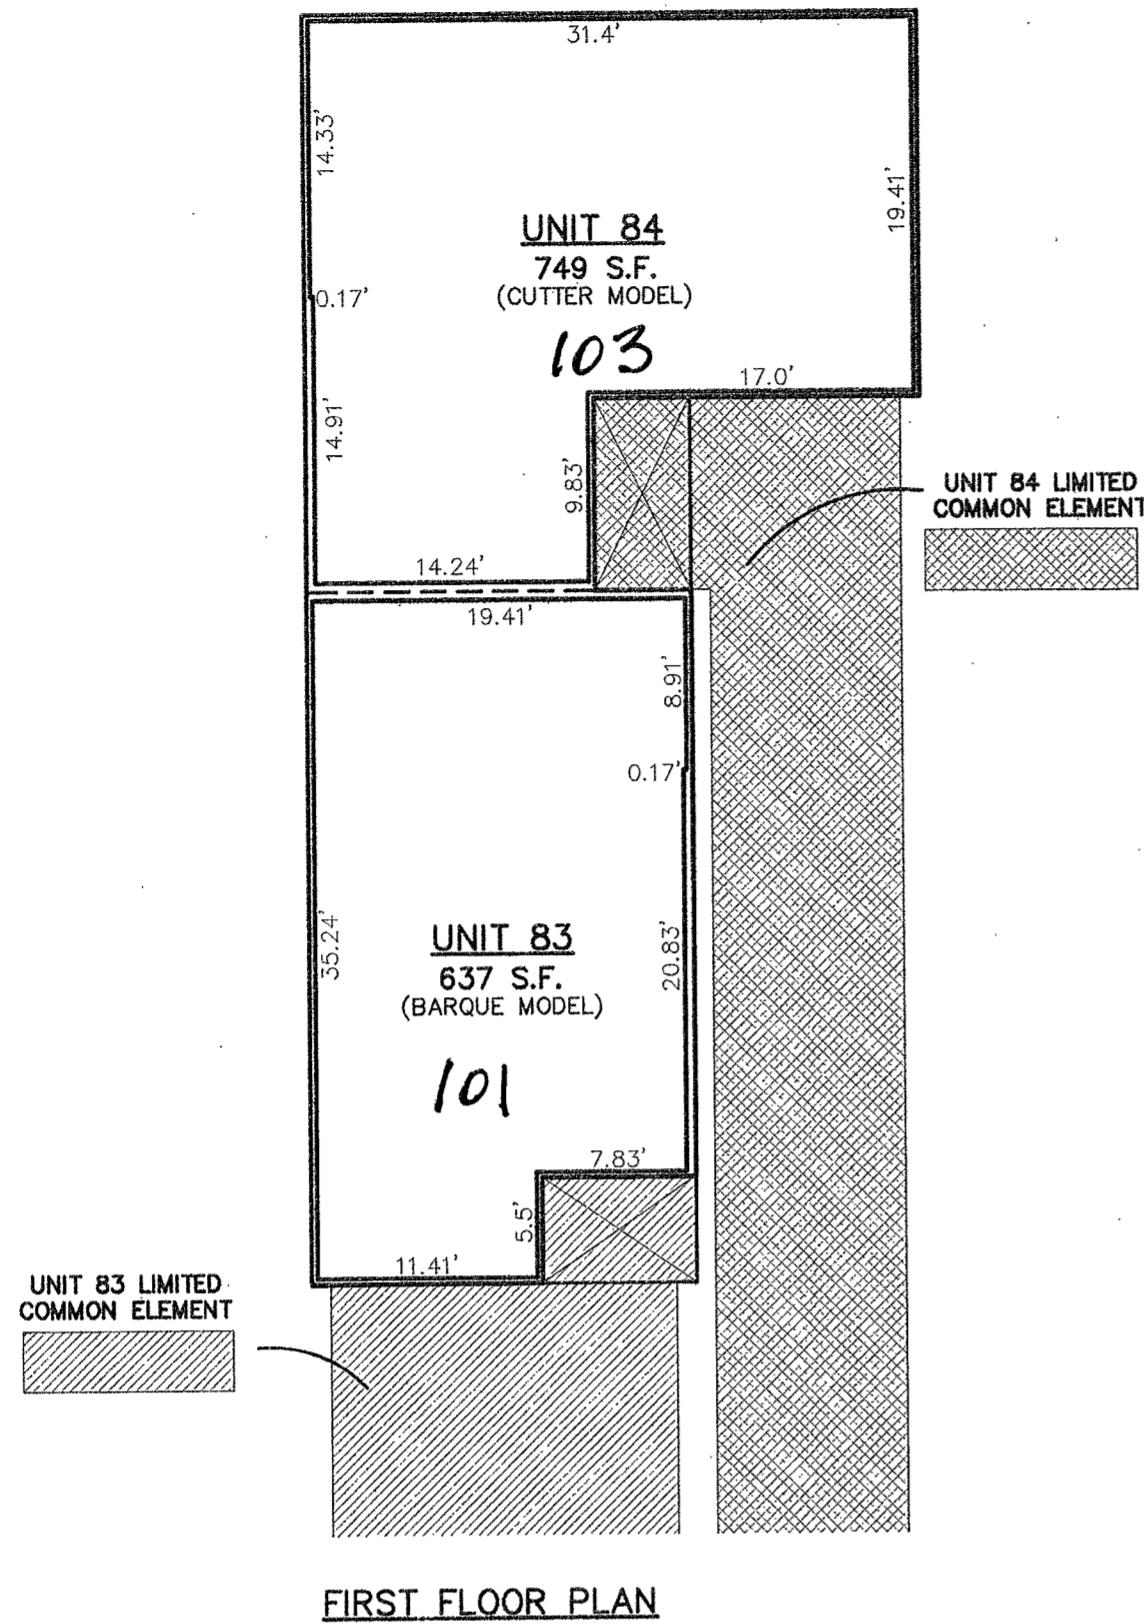 31.4'
14.33'
19.41'
UNIT 84
749 S.F.
(CUTTER MODEL)
0.17'
103
17.0'
14.91'
9.83'
UNIT 84 LIMITED
COMMON ELEMENT
14.24'
19.41'
8.91'
0.17'
35.24'
20.83'
UNIT 83
637 S.F.
(BARQUE MODEL)
101
7.83'
5.5'
11.41'
UNIT 83 LIMITED
COMMON ELEMENT
FIRST FLOOR PLAN